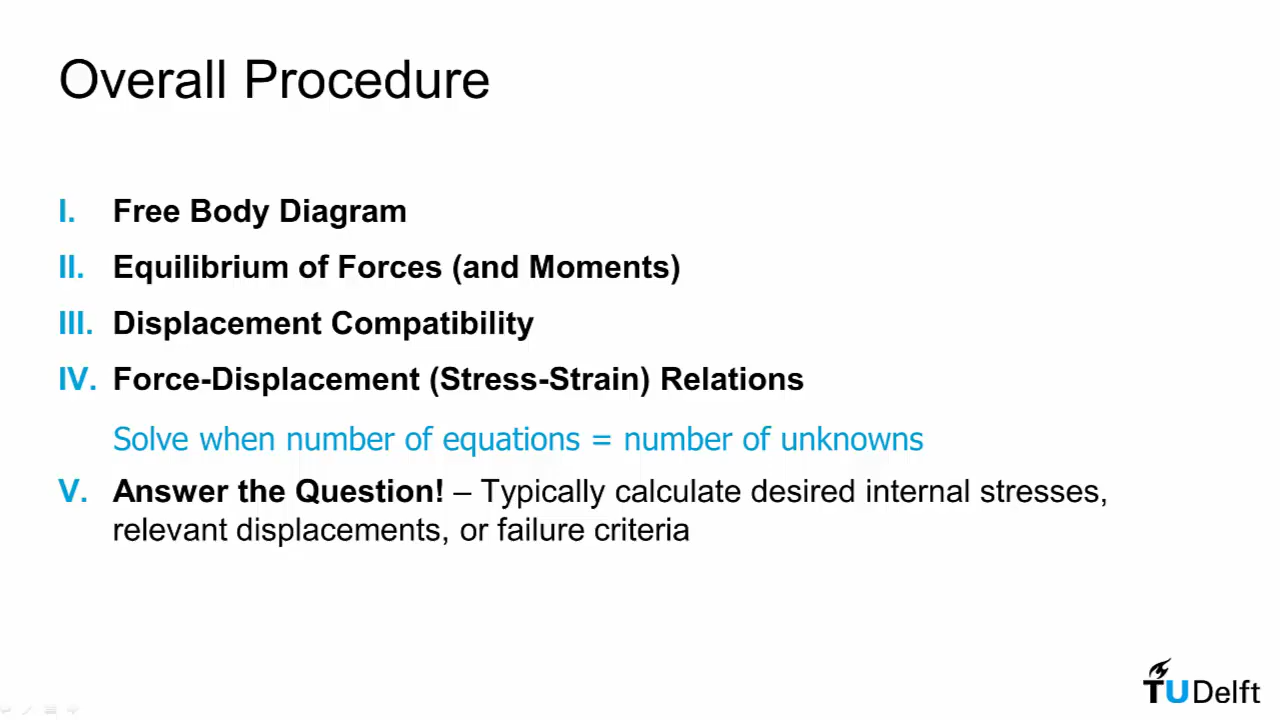 Overall Procedure
I. Free Body Diagram
II. Equilibrium of Forces (and Moments)
III. Displacement Compatibility
IV. Force-Displacement (Stress-Strain) Relations
Solve when number of equations = number of unknowns
V. Answer the Question! – Typically calculate desired internal stresses,
relevant displacements, or failure criteria
TUDelft